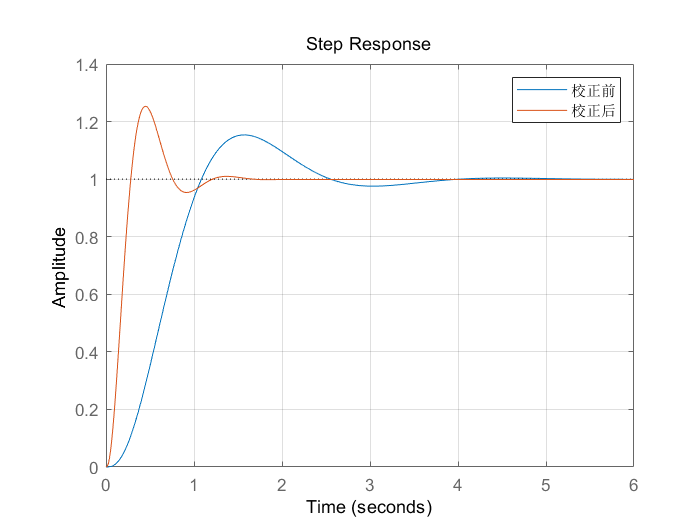 Step Response
校正前
校正后
1.4
1.2
1
0.8
0.6
0.4
0.2
0
Amplitude
0 1 2 3 4 5 6
Time (seconds)